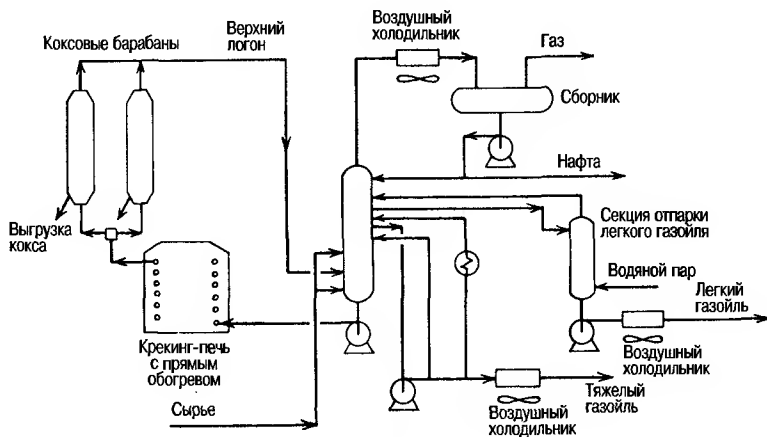 Коксовые барабаны
Верхний
логон
Воздушный
холодильник
Газ
Сборник
Нафта
Выгрузка
кокса
Секция отпарки
легкого газойля
Водяной пар
Легкий
газойль
Крекинг-печь
с прямым
обогревом
Воздушный
холодильник
Тяжелый
газойль
Сырье
Воздушный
холодильник